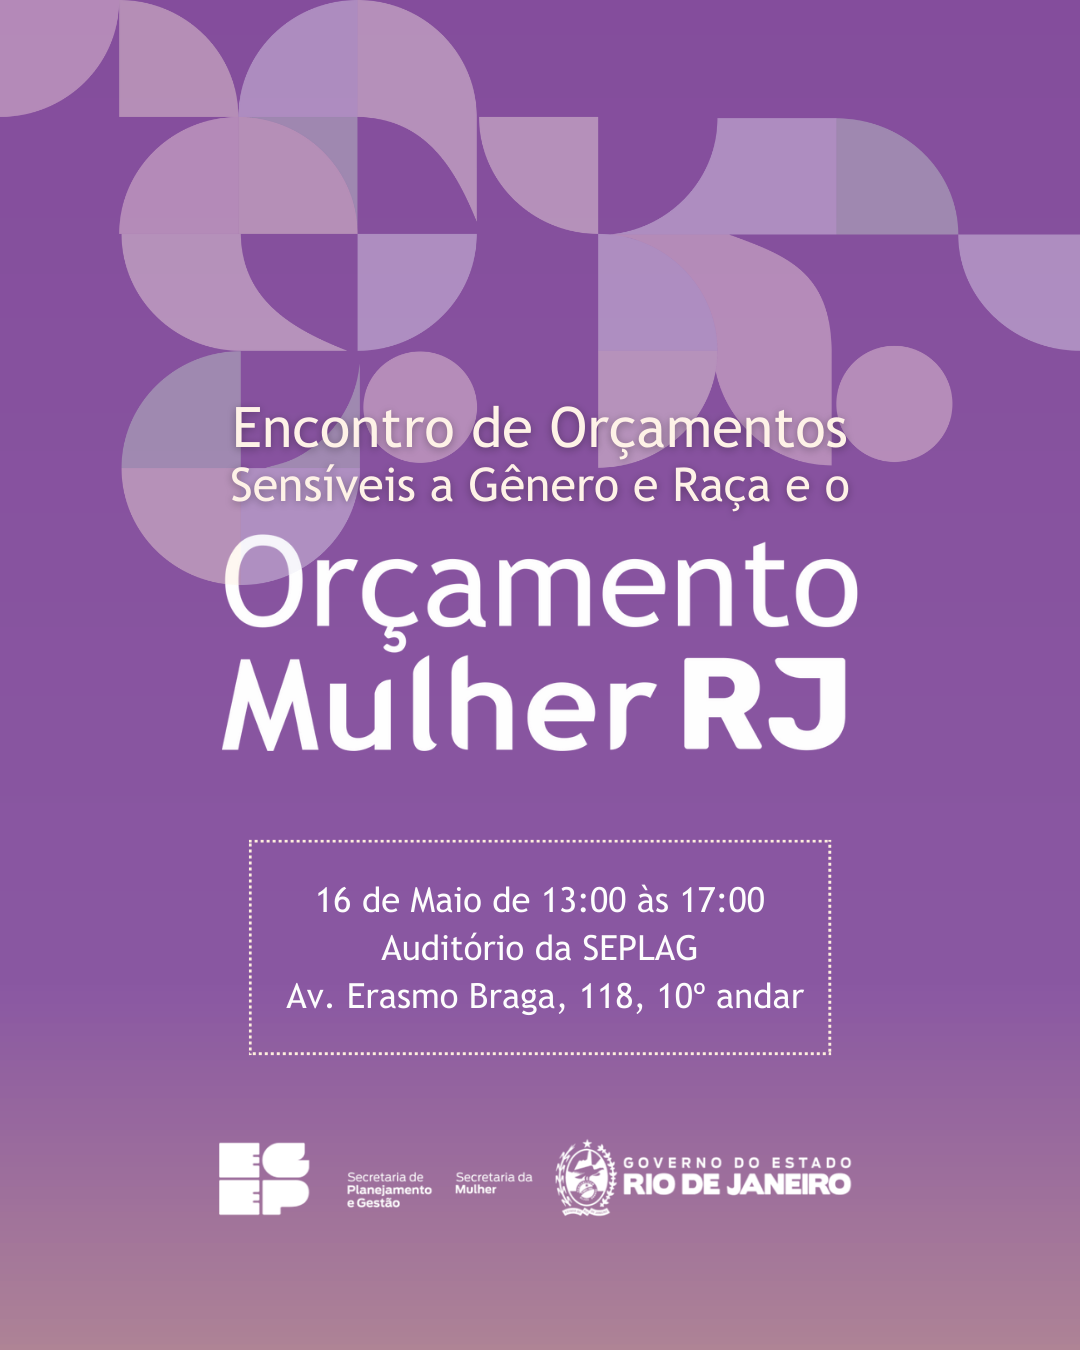 Encontro de Orçamentos
Sensíveis a Gênero e Raça e o
Orçamento
Mulher RJ
16 de Maio de 13:00 às 17:00
Auditório da SEPLAG
Av. Erasmo Braga, 118, 10º andar
EG
EP
Secretaria de
Planejamento
e Gestão
Secretaria da
Mulher
GOVERNO DO ESTADO
RIO DE JANEIRO